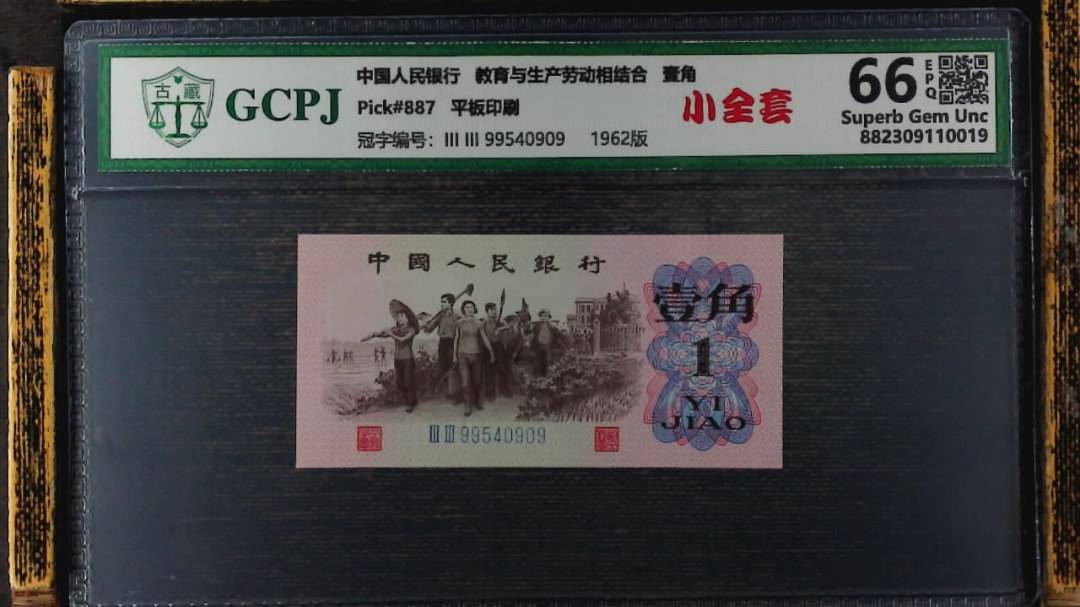 古藏
GCPJ
中国人民银行 教育与生产劳动相结合 壹角
Pick#887 平板印刷
冠字编号：III III 99540909 1962版
小全套
66
EPQ
Superb Gem Unc
882309110019
中國人民銀行
壹角
1
YI
JIAO
III III 99540909